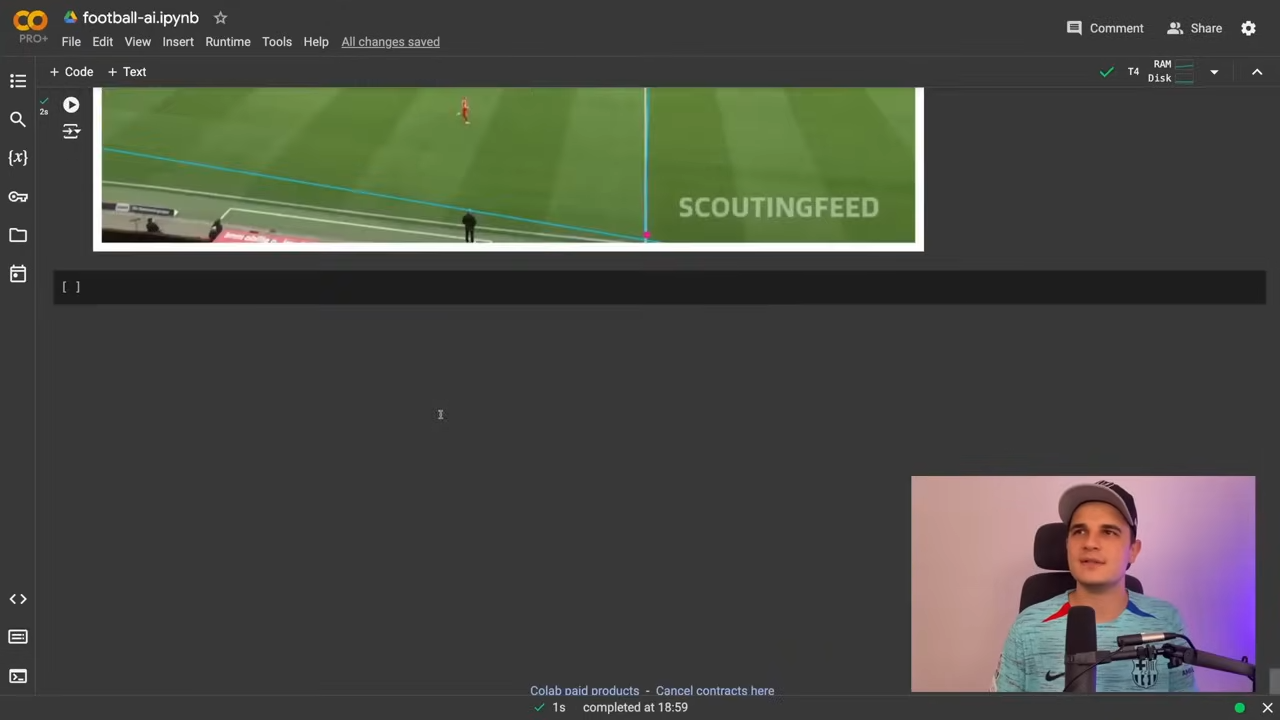 football-ai.ipynb
PRO+
File Edit View Insert Runtime Tools Help All changes saved
Comment
Share
+ Code + Text
T4
RAM
Disk
2s
{x}
SCOUTINGFEED
[ ]
Colab paid products - Cancel contracts here
1s completed at 18:59